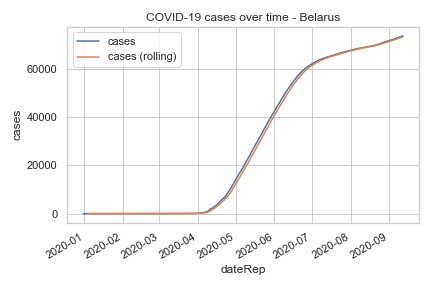 COVID-19 cases over time - Belarus
cases
cases (rolling)
60000
40000
20000
0
cases
2020-01
2020-02
2020-03
2020-04
2020-05
2020-06
2020-07
2020-08
2020-09
dateRep